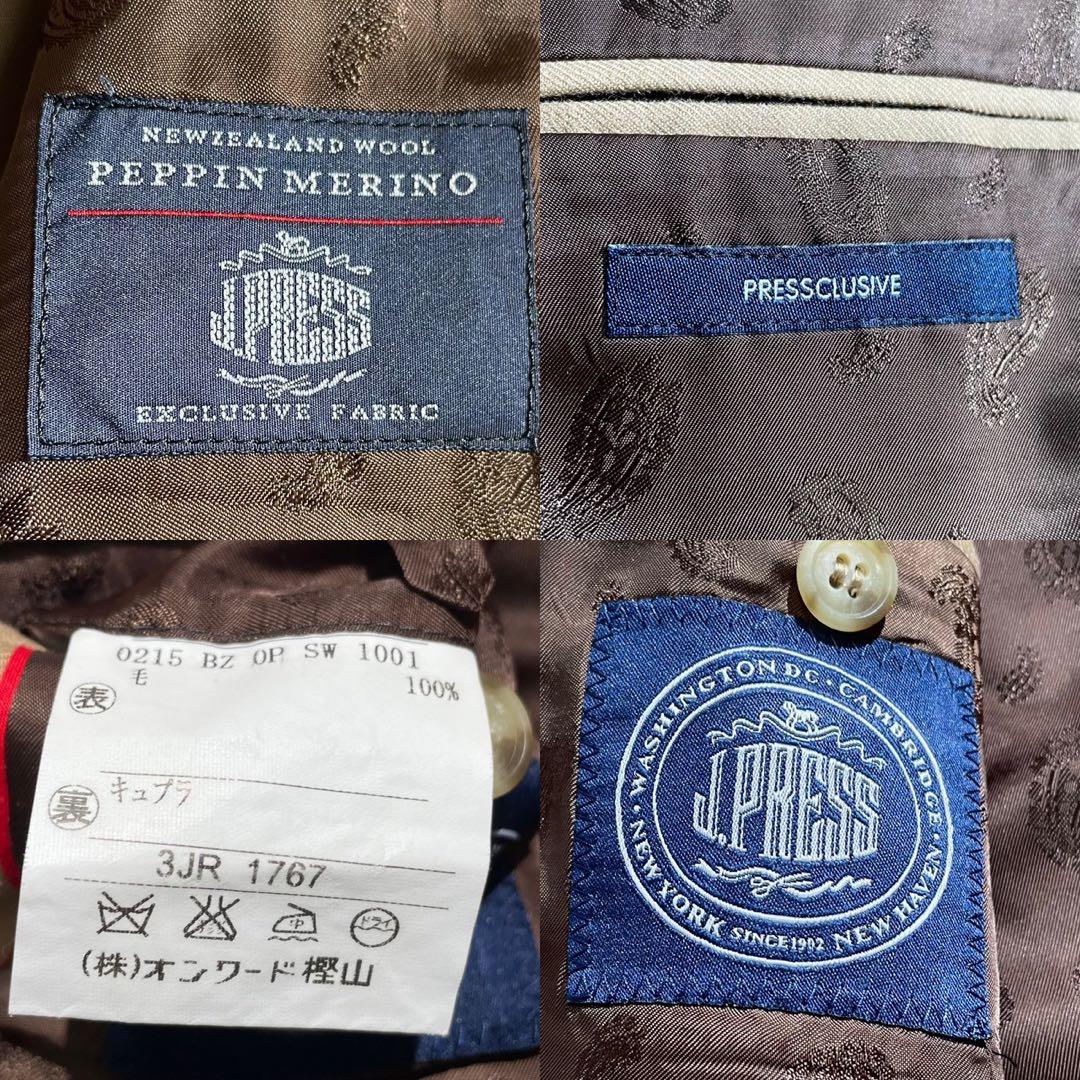 NEWZEALAND WOOL
PEPPIN MERINO
J.PRESS
EXCLUSIVE FABRIC
PRESSCLUSIVE
0215 BZ OP SW 1001
表 毛 100%
裏 キュプラ
3JR 1767
中 ドライ
(株)オンワード樫山
WASHINGTON DC · CAMBRIDGE · NEW HAVEN
SINCE 1902
NEW YORK
J.PRESS